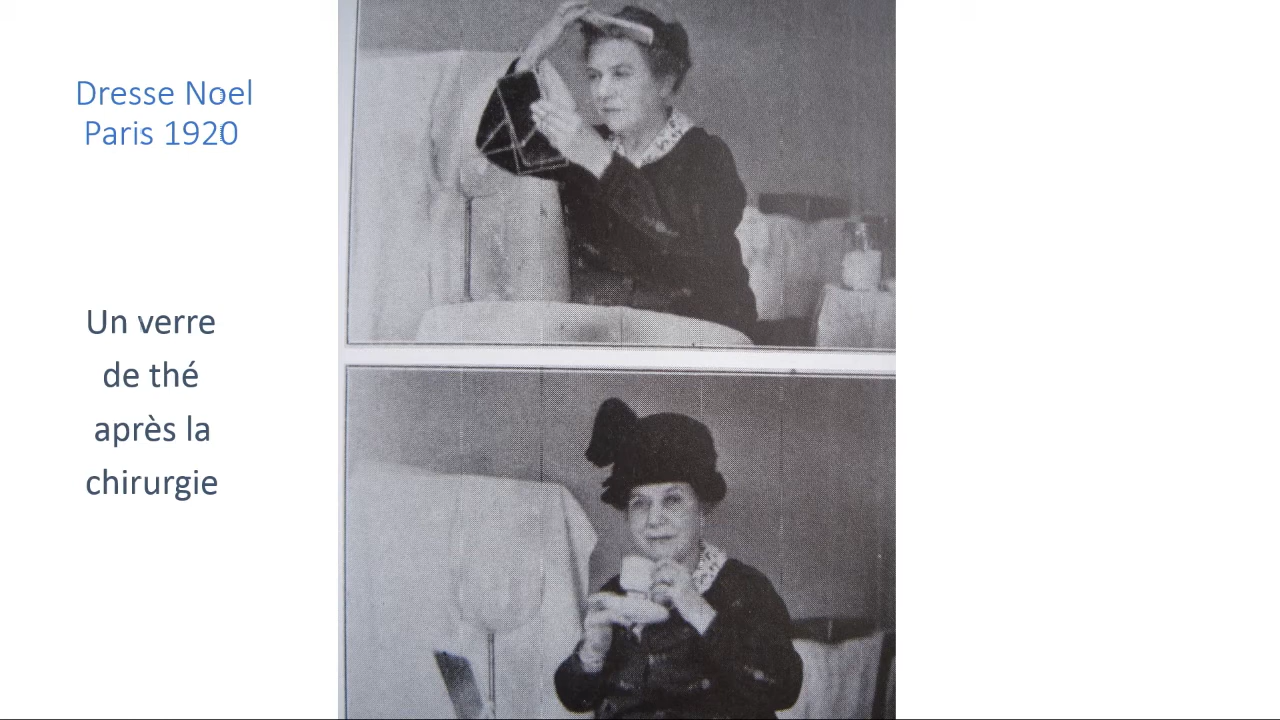 Dresse Noel
Paris 1920
Un verre
de thé
après la
chirurgie